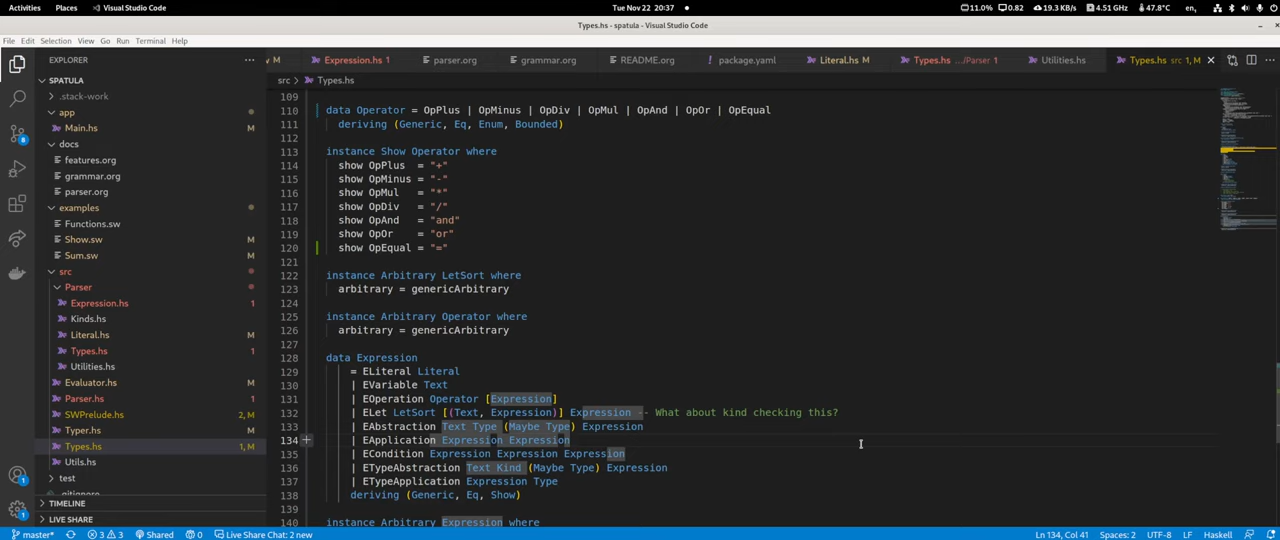 Activities Visual Studio Code Tue Nov 22 20:37 11.0% 0.82 19.3 KB/s 4.51 GHz 47.8°C en,
Types.hs - spatula - Visual Studio Code
File Edit Selection View Go Run Terminal Help
EXPLORER
M Expression.hs 1 parser.org grammar.org README.org package.yaml Literal.hs M Types.hs .../Parser 1 Utilities.hs Types.hs src 1, M
SPATULA
src > Types.hs
.stack-work
app
Main.hs
docs
features.org
grammar.org
parser.org
examples
Functions.sw
Show.sw M
Sum.sw M
src
Parser
Expression.hs 1
Kinds.hs
Literal.hs M
Types.hs 1
Utilities.hs
Evaluator.hs M
Parser.hs 1
SWPrelude.hs 2, M
Typer.hs M
Types.hs 1, M
Utils.hs
test
.gitignore
TIMELINE
LIVE SHARE
109
110 data Operator = OpPlus | OpMinus | OpDiv | OpMul | OpAnd | OpOr | OpEqual
111   deriving (Generic, Eq, Enum, Bounded)
112
113 instance Show Operator where
114   show OpPlus  = "+"
115   show OpMinus = "-"
116   show OpMul   = "*"
117   show OpDiv   = "/"
118   show OpAnd   = "and"
119   show OpOr    = "or"
120   show OpEqual = "="
121
122 instance Arbitrary LetSort where
123   arbitrary = genericArbitrary
124
125 instance Arbitrary Operator where
126   arbitrary = genericArbitrary
127
128 data Expression
129     = ELiteral Literal
130     | EVariable Text
131     | EOperation Operator [Expression]
132     | ELet LetSort [(Text, Expression)] Expression -- What about kind checking this?
133     | EAbstraction Text Type (Maybe Type) Expression
134     | EApplication Expression Expression
135     | ECondition Expression Expression Expression
136     | ETypeAbstraction Text Kind (Maybe Type) Expression
137     | ETypeApplication Expression Type
138     deriving (Generic, Eq, Show)
139
140 instance Arbitrary Expression where
master* 3 3 Shared 0 Live Share Chat: 2 new Ln 134, Col 41 Spaces: 2 UTF-8 LF Haskell